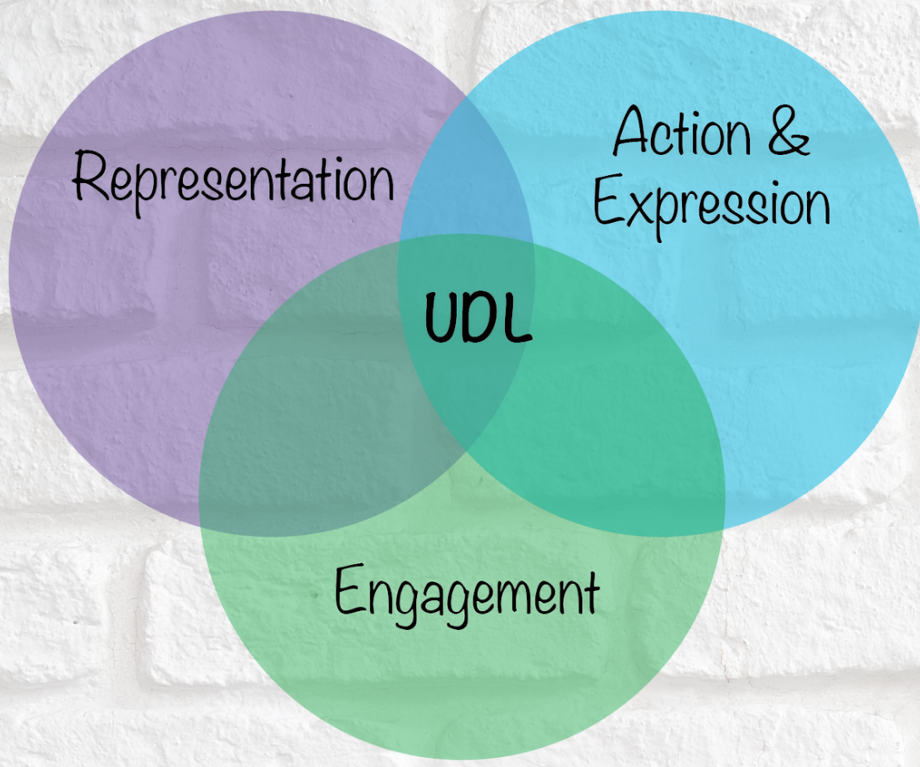 Representation
Action &
Expression
UDL
Engagement